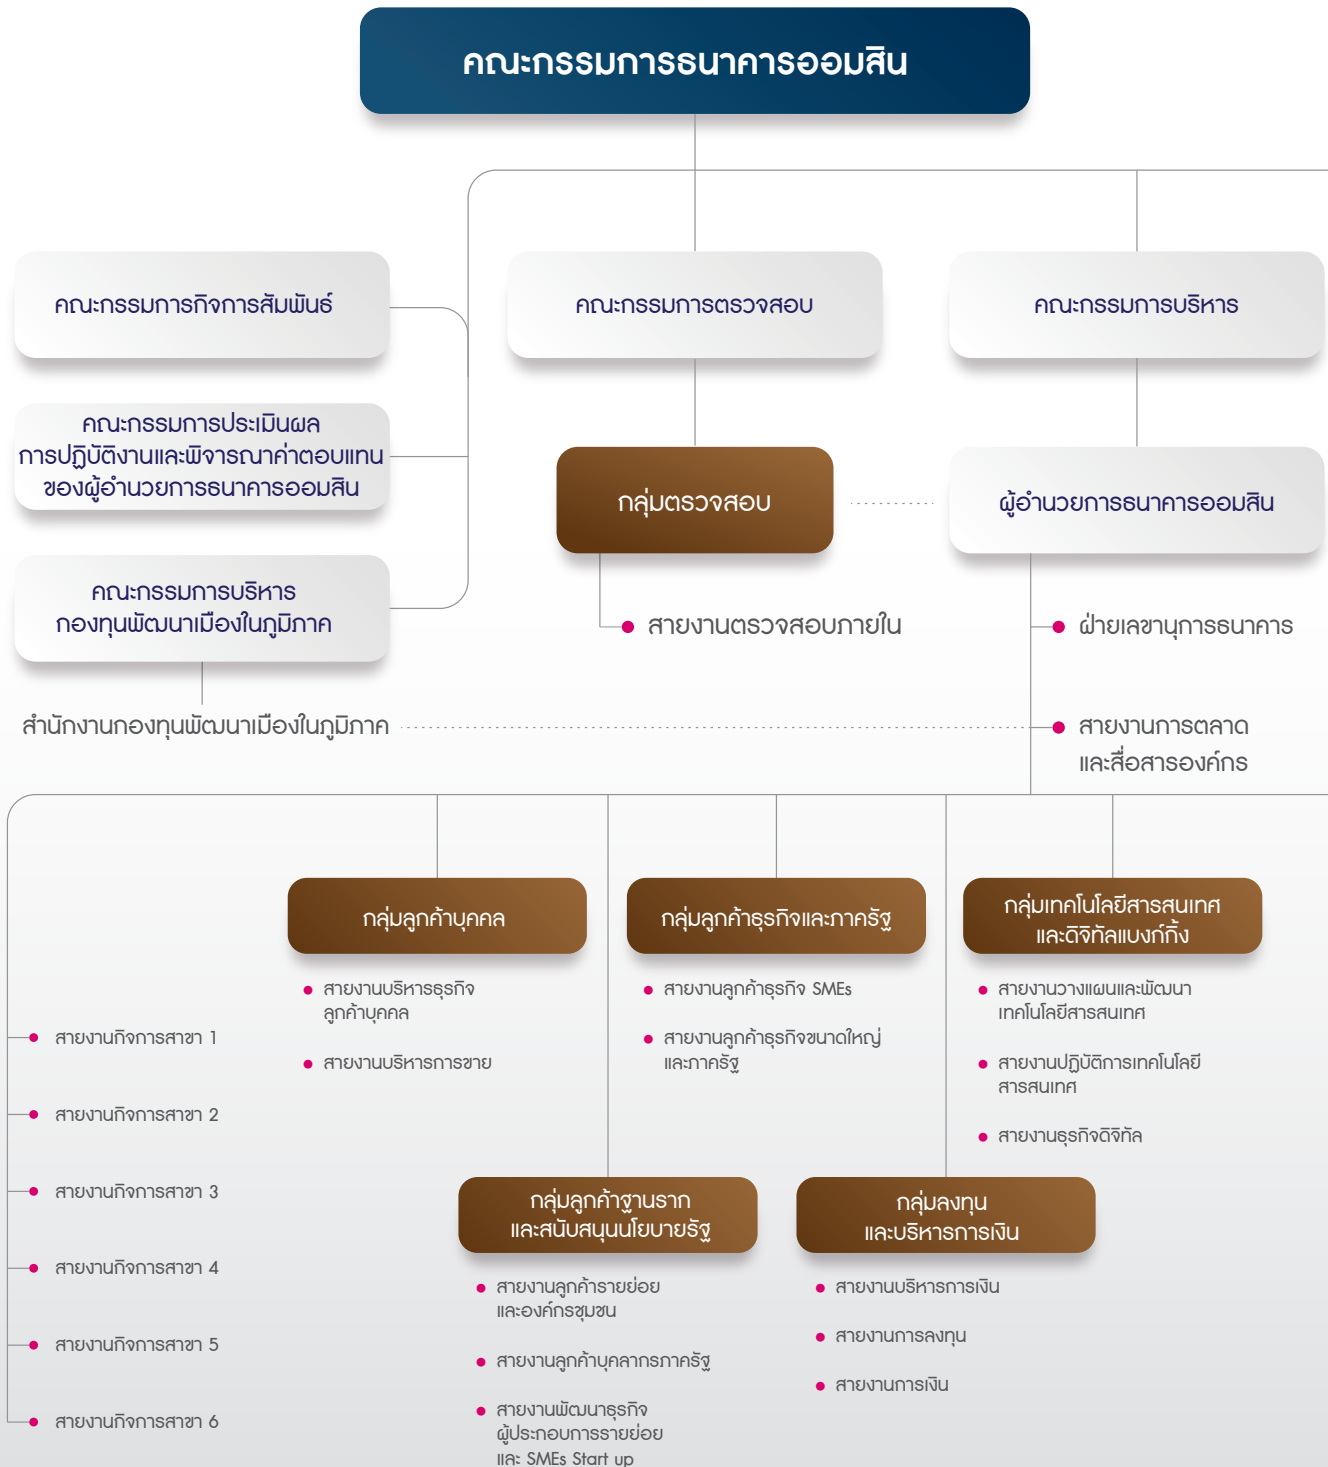 คณะกรรมการธนาคารออมสิน
คณะกรรมการกิจการสัมพันธ์
คณะกรรมการตรวจสอบ
คณะกรรมการบริหาร
คณะกรรมการประเมินผล
การปฏิบัติงานและพิจารณาค่าตอบแทน
ของผู้อำนวยการธนาคารออมสิน
กลุ่มตรวจสอบ
ผู้อำนวยการธนาคารออมสิน
คณะกรรมการบริหาร
กองทุนพัฒนาเมืองในภูมิภาค
สายงานตรวจสอบภายใน
ฝ่ายเลขานุการธนาคาร
สำนักงานกองทุนพัฒนาเมืองในภูมิภาค
สายงานการตลาด
และสื่อสารองค์กร
กลุ่มลูกค้าบุคคล
สายงานบริหารธุรกิจ
ลูกค้าบุคคล
สายงานบริหารการขาย
กลุ่มลูกค้าธุรกิจและภาครัฐ
สายงานลูกค้าธุรกิจ SMEs
สายงานลูกค้าธุรกิจขนาดใหญ่
และภาครัฐ
กลุ่มเทคโนโลยีสารสนเทศ
และดิจิทัลแบงก์กิ้ง
สายงานวางแผนและพัฒนา
เทคโนโลยีสารสนเทศ
สายงานปฏิบัติการเทคโนโลยี
สารสนเทศ
สายงานธุรกิจดิจิทัล
สายงานกิจการสาขา 1
สายงานกิจการสาขา 2
สายงานกิจการสาขา 3
สายงานกิจการสาขา 4
สายงานกิจการสาขา 5
สายงานกิจการสาขา 6
กลุ่มลูกค้าฐานราก
และสนับสนุนนโยบายรัฐ
สายงานลูกค้ารายย่อย
และองค์กรชุมชน
สายงานลูกค้าบุคลากรภาครัฐ
สายงานพัฒนาธุรกิจ
ผู้ประกอบการรายย่อย
และ SMEs Start up
กลุ่มลงทุน
และบริหารการเงิน
สายงานบริหารการเงิน
สายงานการลงทุน
สายงานการเงิน